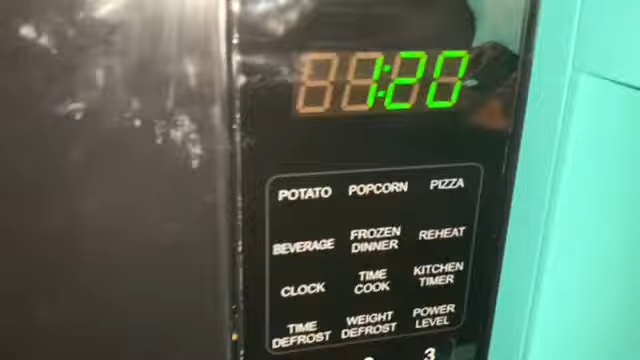 1:20
POTATO POPCORN PIZZA
BEVERAGE FROZEN DINNER REHEAT
CLOCK TIME COOK KITCHEN TIMER
TIME DEFROST WEIGHT DEFROST POWER LEVEL
3